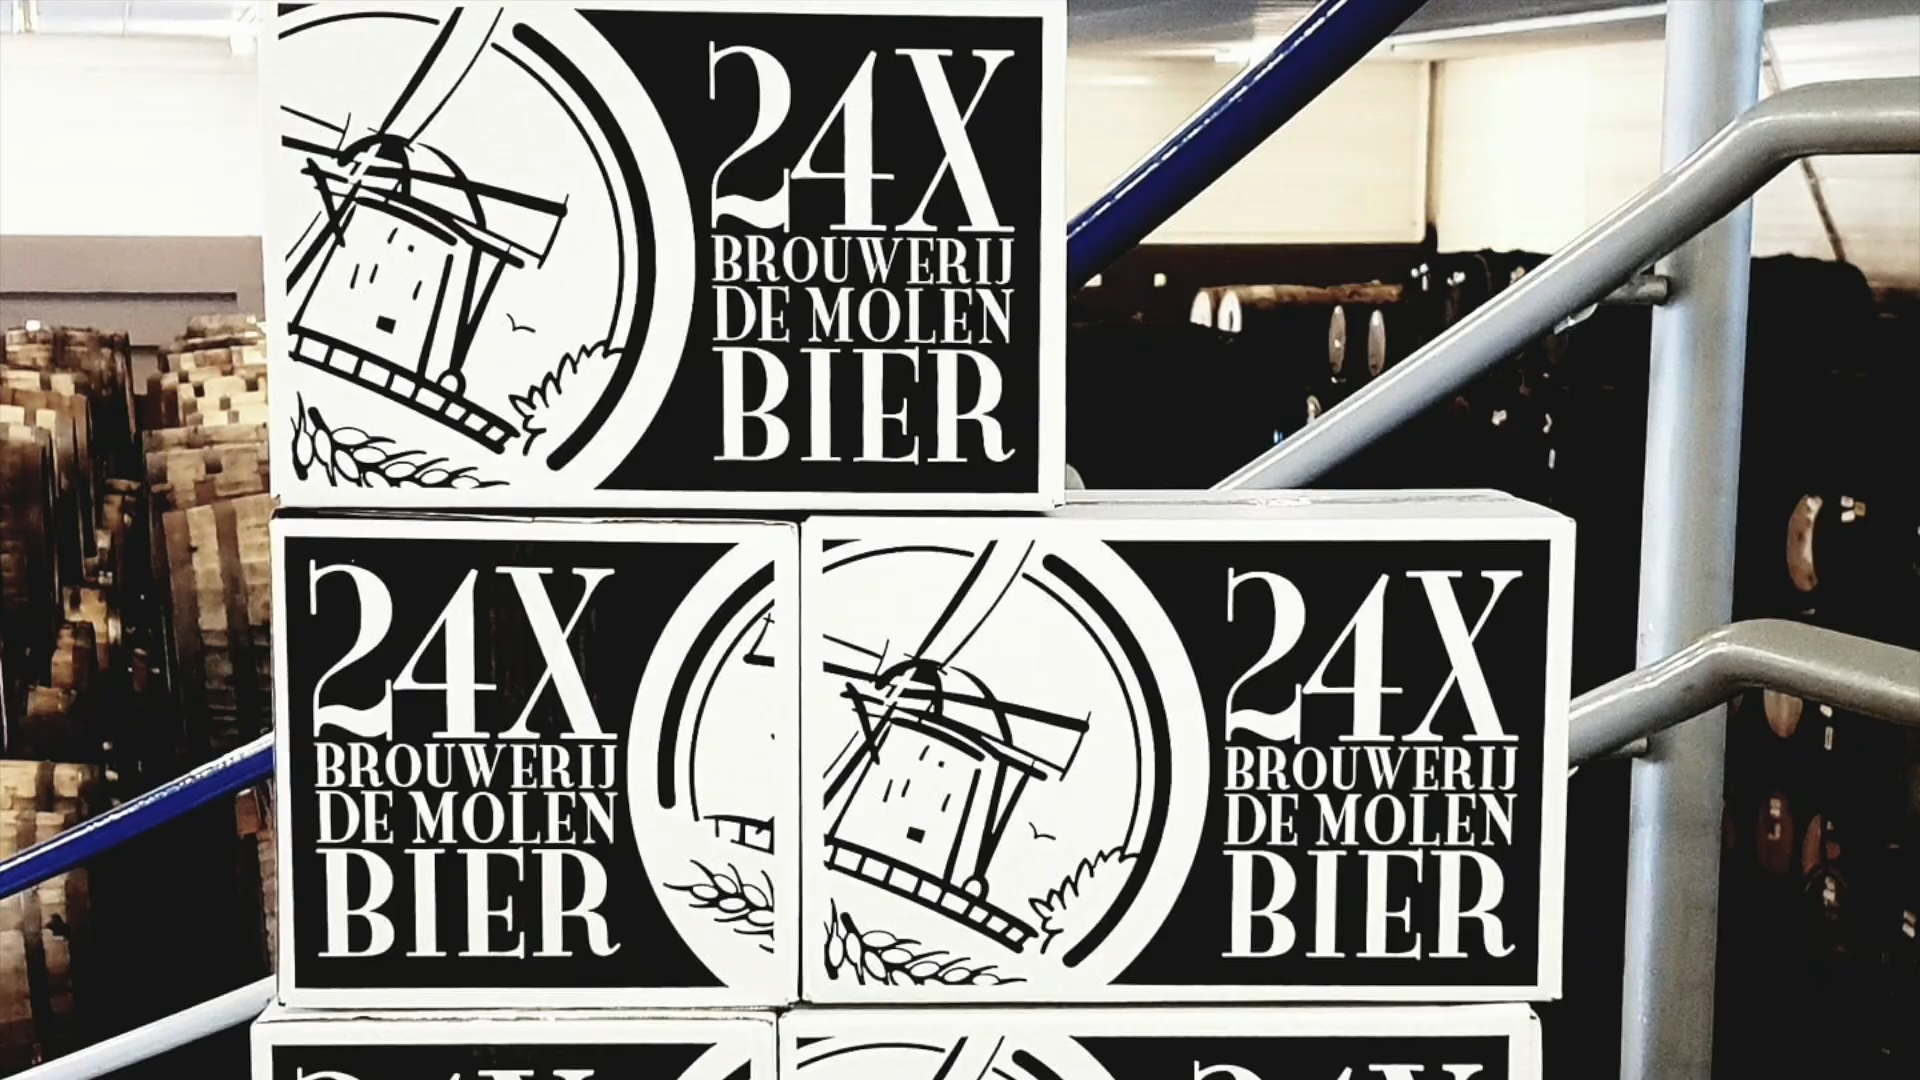 24X
BROUWERIJ
DE MOLEN
BIER
24X
BROUWERIJ
DE MOLEN
BIER
24X
BROUWERIJ
DE MOLEN
BIER